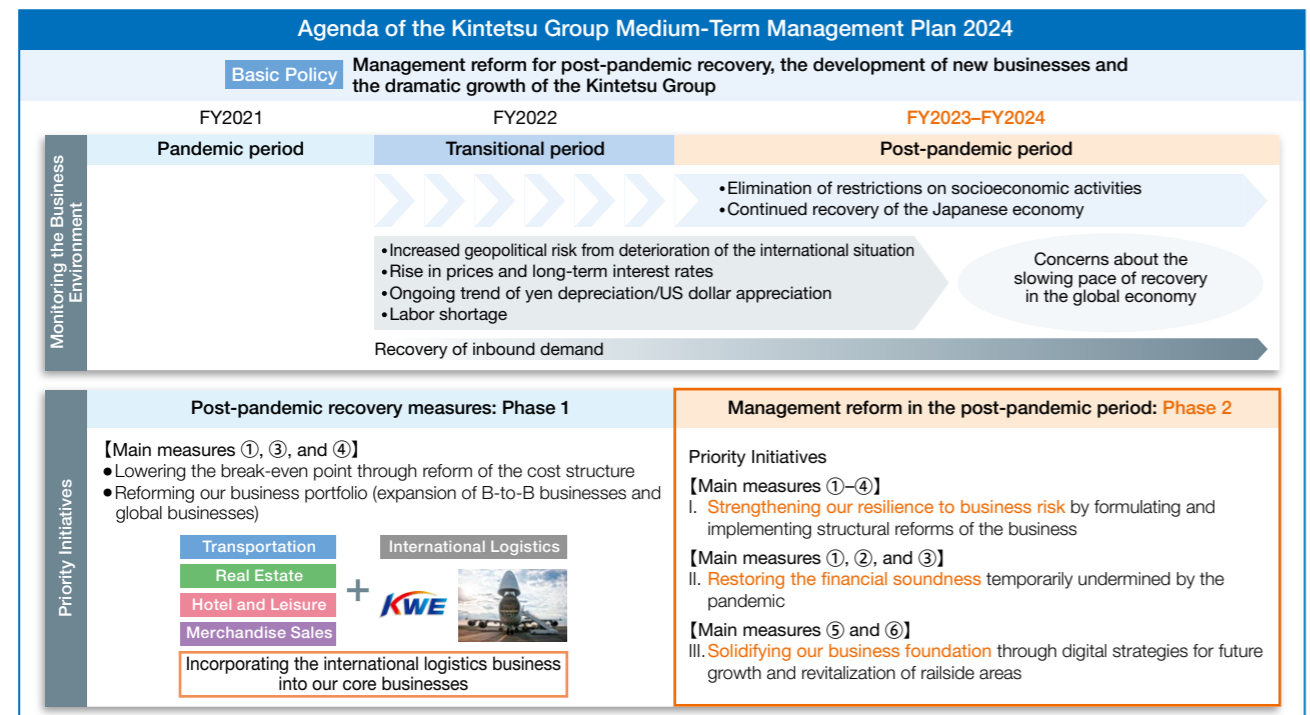 Agenda of the Kintetsu Group Medium-Term Management Plan 2024
Basic Policy
Management reform for post-pandemic recovery, the development of new businesses and
the dramatic growth of the Kintetsu Group
FY2021
FY2022
FY2023–FY2024
Monitoring the Business
Environment
Pandemic period
Transitional period
Post-pandemic period
•Elimination of restrictions on socioeconomic activities
•Continued recovery of the Japanese economy
•Increased geopolitical risk from deterioration of the international situation
•Rise in prices and long-term interest rates
•Ongoing trend of yen depreciation/US dollar appreciation
•Labor shortage
Concerns about the
slowing pace of recovery
in the global economy
Recovery of inbound demand
Priority Initiatives
Post-pandemic recovery measures: Phase 1
【Main measures ①, ③, and ④】
●Lowering the break-even point through reform of the cost structure
●Reforming our business portfolio (expansion of B-to-B businesses and
global businesses)
Transportation
Real Estate
Hotel and Leisure
Merchandise Sales
+
International Logistics
KWE
Incorporating the international logistics business
into our core businesses
Management reform in the post-pandemic period: Phase 2
Priority Initiatives
【Main measures ①–④】
I. Strengthening our resilience to business risk by formulating and
implementing structural reforms of the business
【Main measures ①, ②, and ③】
II. Restoring the financial soundness temporarily undermined by the
pandemic
【Main measures ⑤ and ⑥】
III. Solidifying our business foundation through digital strategies for future
growth and revitalization of railside areas